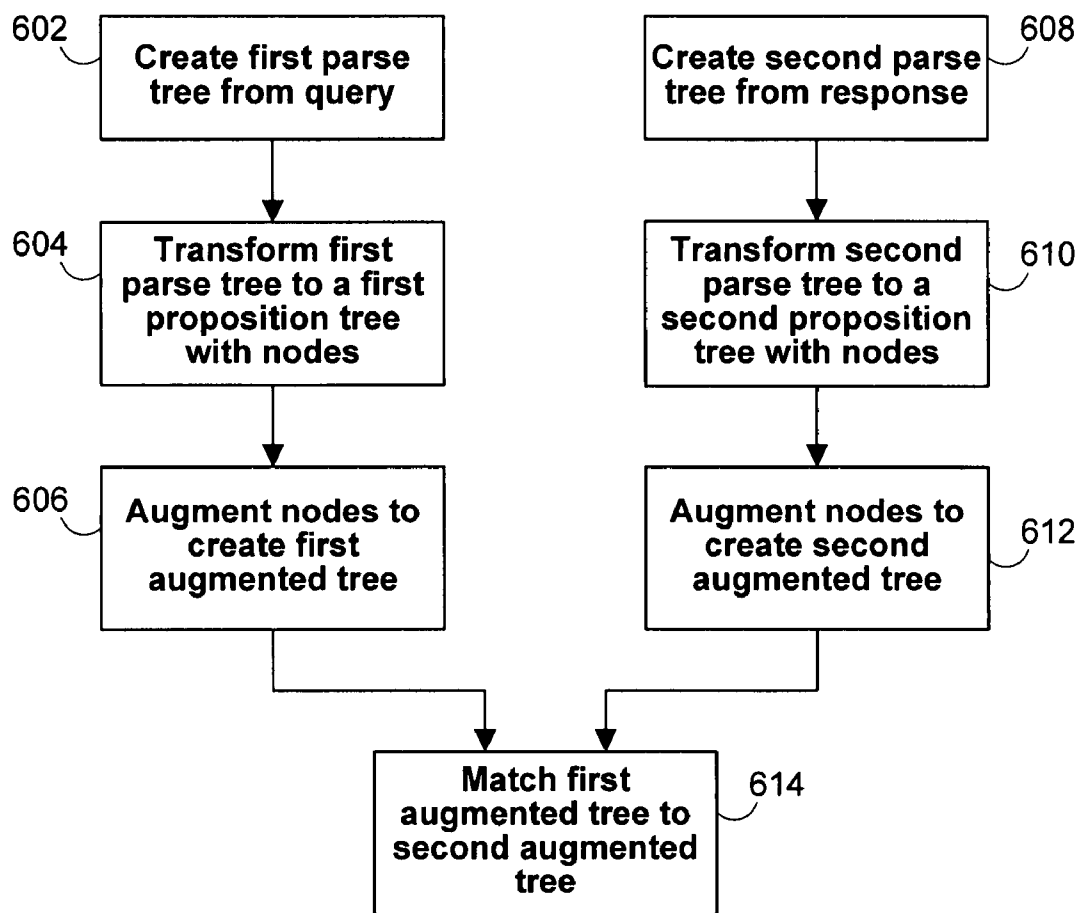 602
Create first parse
tree from query
608
Create second parse
tree from response
604
Transform first
parse tree to a first
proposition tree
with nodes
610
Transform second
parse tree to a
second proposition
tree with nodes
606
Augment nodes to
create first
augmented tree
612
Augment nodes to
create second
augmented tree
614
Match first
augmented tree to
second augmented
tree